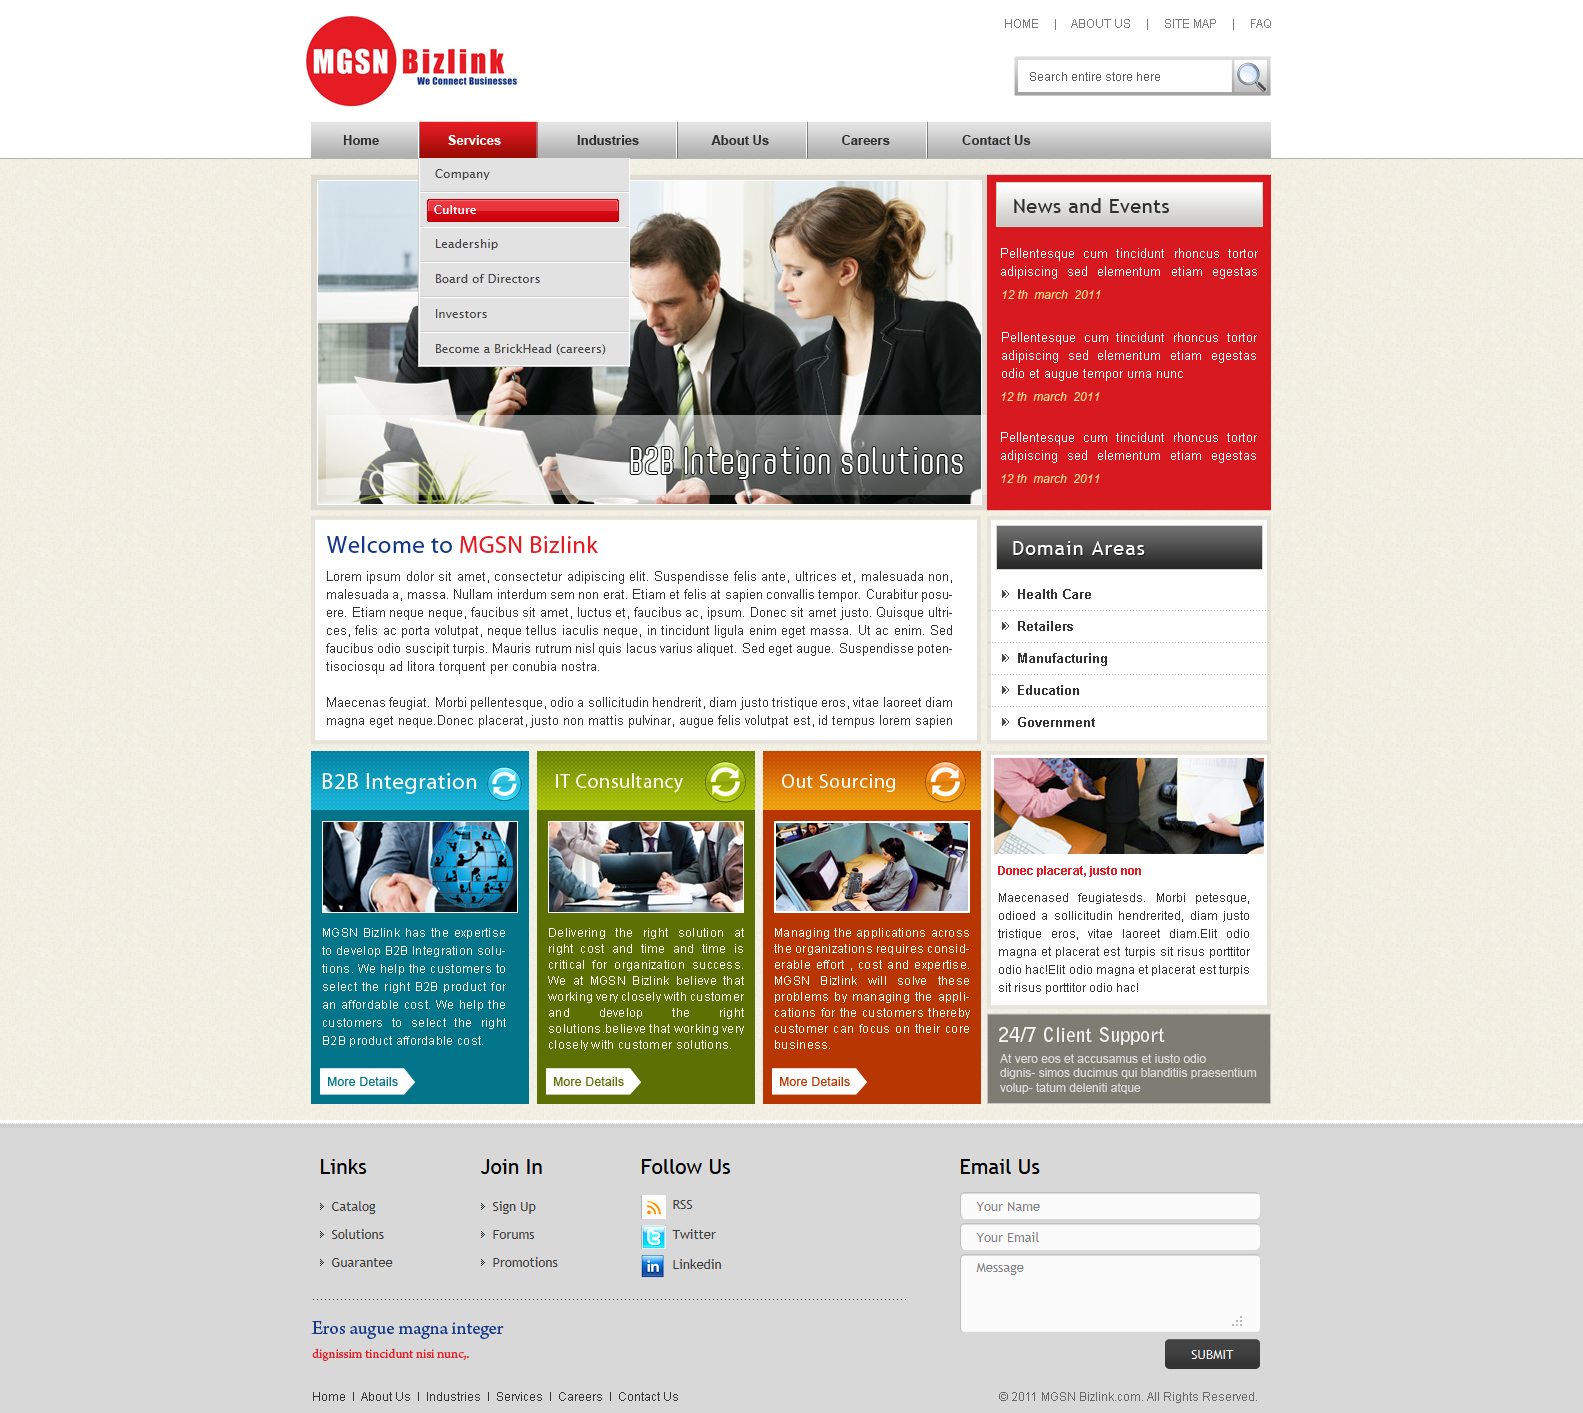 HOME | ABOUT US | SITE MAP | FAQ
MGSN Bizlink
We Connect Businesses
Search entire store here
Home Services Industries About Us Careers Contact Us
Company
Culture
Leadership
Board of Directors
Investors
Become a BrickHead (careers)
B2B Integration solutions
News and Events
Pellentesque cum tincidunt rhoncus tortor
adipiscing sed elementum etiam egestas
12 th march 2011
Pellentesque cum tincidunt rhoncus tortor
adipiscing sed elementum etiam egestas
odio et augue tempor urna nunc
12 th march 2011
Pellentesque cum tincidunt rhoncus tortor
adipiscing sed elementum etiam egestas
12 th march 2011
Welcome to MGSN Bizlink
Lorem ipsum dolor sit amet, consectetur adipiscing elit. Suspendisse felis ante, ultrices et, malesuada non,
malesuada a, massa. Nullam interdum sem non erat. Etiam et felis at sapien convallis tempor. Curabitur posu-
ere. Etiam neque neque, faucibus sit amet, luctus et, faucibus ac, ipsum. Donec sit amet justo. Quisque ultri-
ces, felis ac porta volutpat, neque tellus iaculis neque, in tincidunt ligula enim eget massa. Ut ac enim. Sed
faucibus odio suscipit turpis. Mauris rutrum nisl quis lacus varius aliquet. Sed eget augue. Suspendisse poten-
tisociosqu ad litora torquent per conubia nostra.
Maecenas feugiat. Morbi pellentesque, odio a sollicitudin hendrerit, diam justo tristique eros, vitae laoreet diam
magna eget neque.Donec placerat, justo non mattis pulvinar, augue felis volutpat est, id tempus lorem sapien
Domain Areas
Health Care
Retailers
Manufacturing
Education
Government
B2B Integration
MGSN Bizlink has the expertise
to develop B2B Integration solu-
tions. We help the customers to
select the right B2B product for
an affordable cost. We help the
customers to select the right
B2B product affordable cost.
More Details
IT Consultancy
Delivering the right solution at
right cost and time and time is
critical for organization success.
We at MGSN Bizlink believe that
working very closely with customer
and develop the right
solutions.believe that working very
closely with customer solutions.
More Details
Out Sourcing
Managing the applications across
the organizations requires consid-
erable effort , cost and expertise.
MGSN Bizlink will solve these
problems by managing the appli-
cations for the customers thereby
customer can focus on their core
business.
More Details
Donec placerat, justo non
Maecenased feugiatesds. Morbi petesque,
odioed a sollicitudin hendrerited, diam justo
tristique eros, vitae laoreet diam.Elit odio
magna et placerat est turpis sit risus porttitor
odio hac!Elit odio magna et placerat est turpis
sit risus porttitor odio hac!
24/7 Client Support
At vero eos et accusamus et iusto odio
dignis- simos ducimus qui blanditiis praesentium
volup- tatum deleniti atque
Links
Catalog
Solutions
Guarantee
Join In
Sign Up
Forums
Promotions
Follow Us
RSS
Twitter
in Linkedin
Email Us
Your Name
Your Email
Message
SUBMIT
Eros augue magna integer
dignissim tincidunt nisi nunc,.
Home | About Us | Industries | Services | Careers | Contact Us
© 2011 MGSN Bizlink.com. All Rights Reserved.